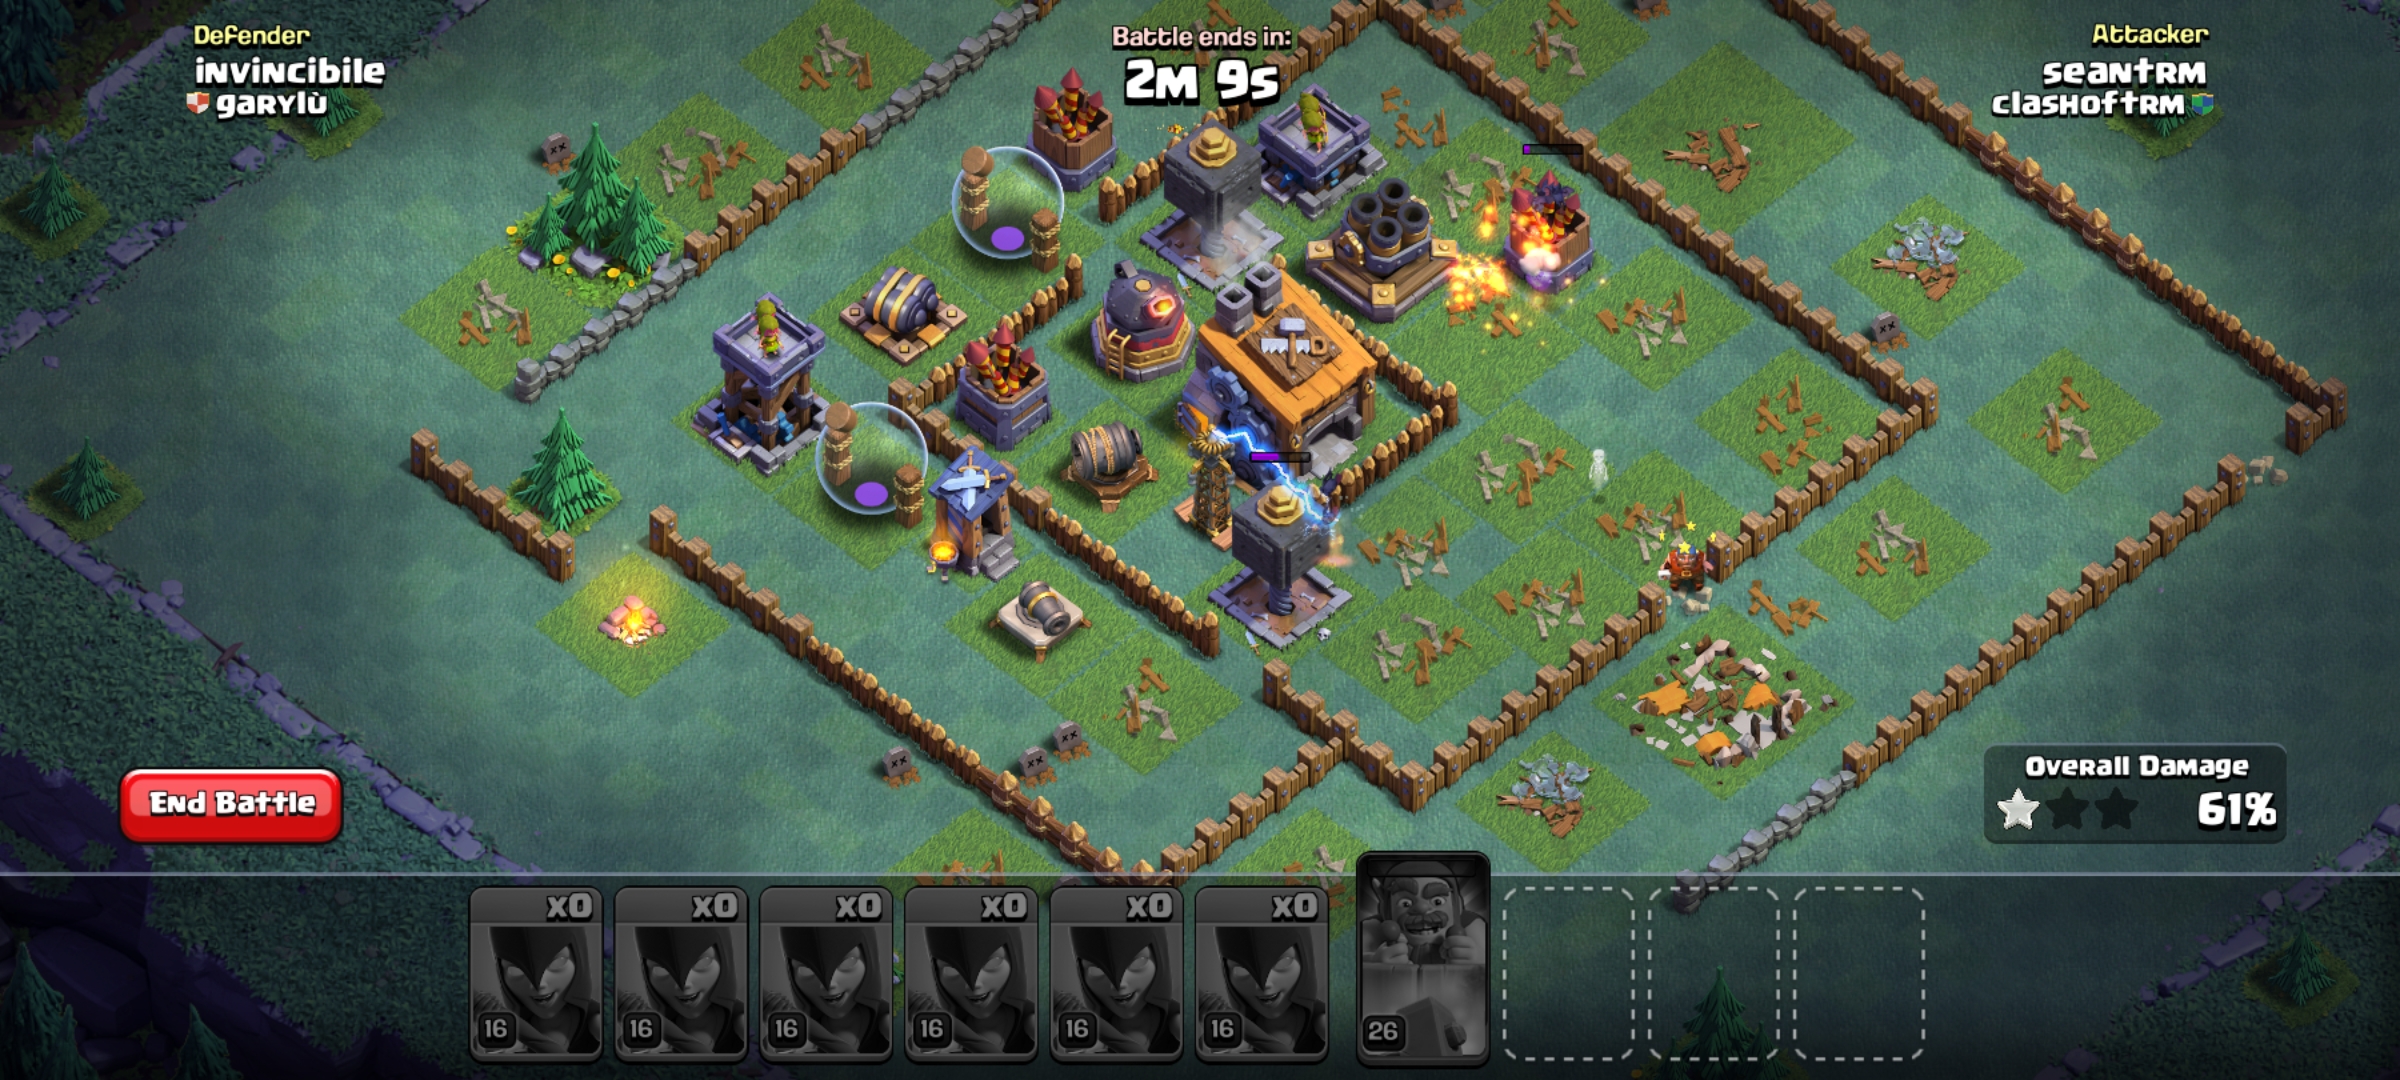 Defender
invincibile
garylù
Battle ends in:
2M 9s
Attacker
seantrm
clashoftrm
End Battle
Overall Damage
61%
x0
x0
x0
x0
x0
x0
16
16
16
16
16
16
26